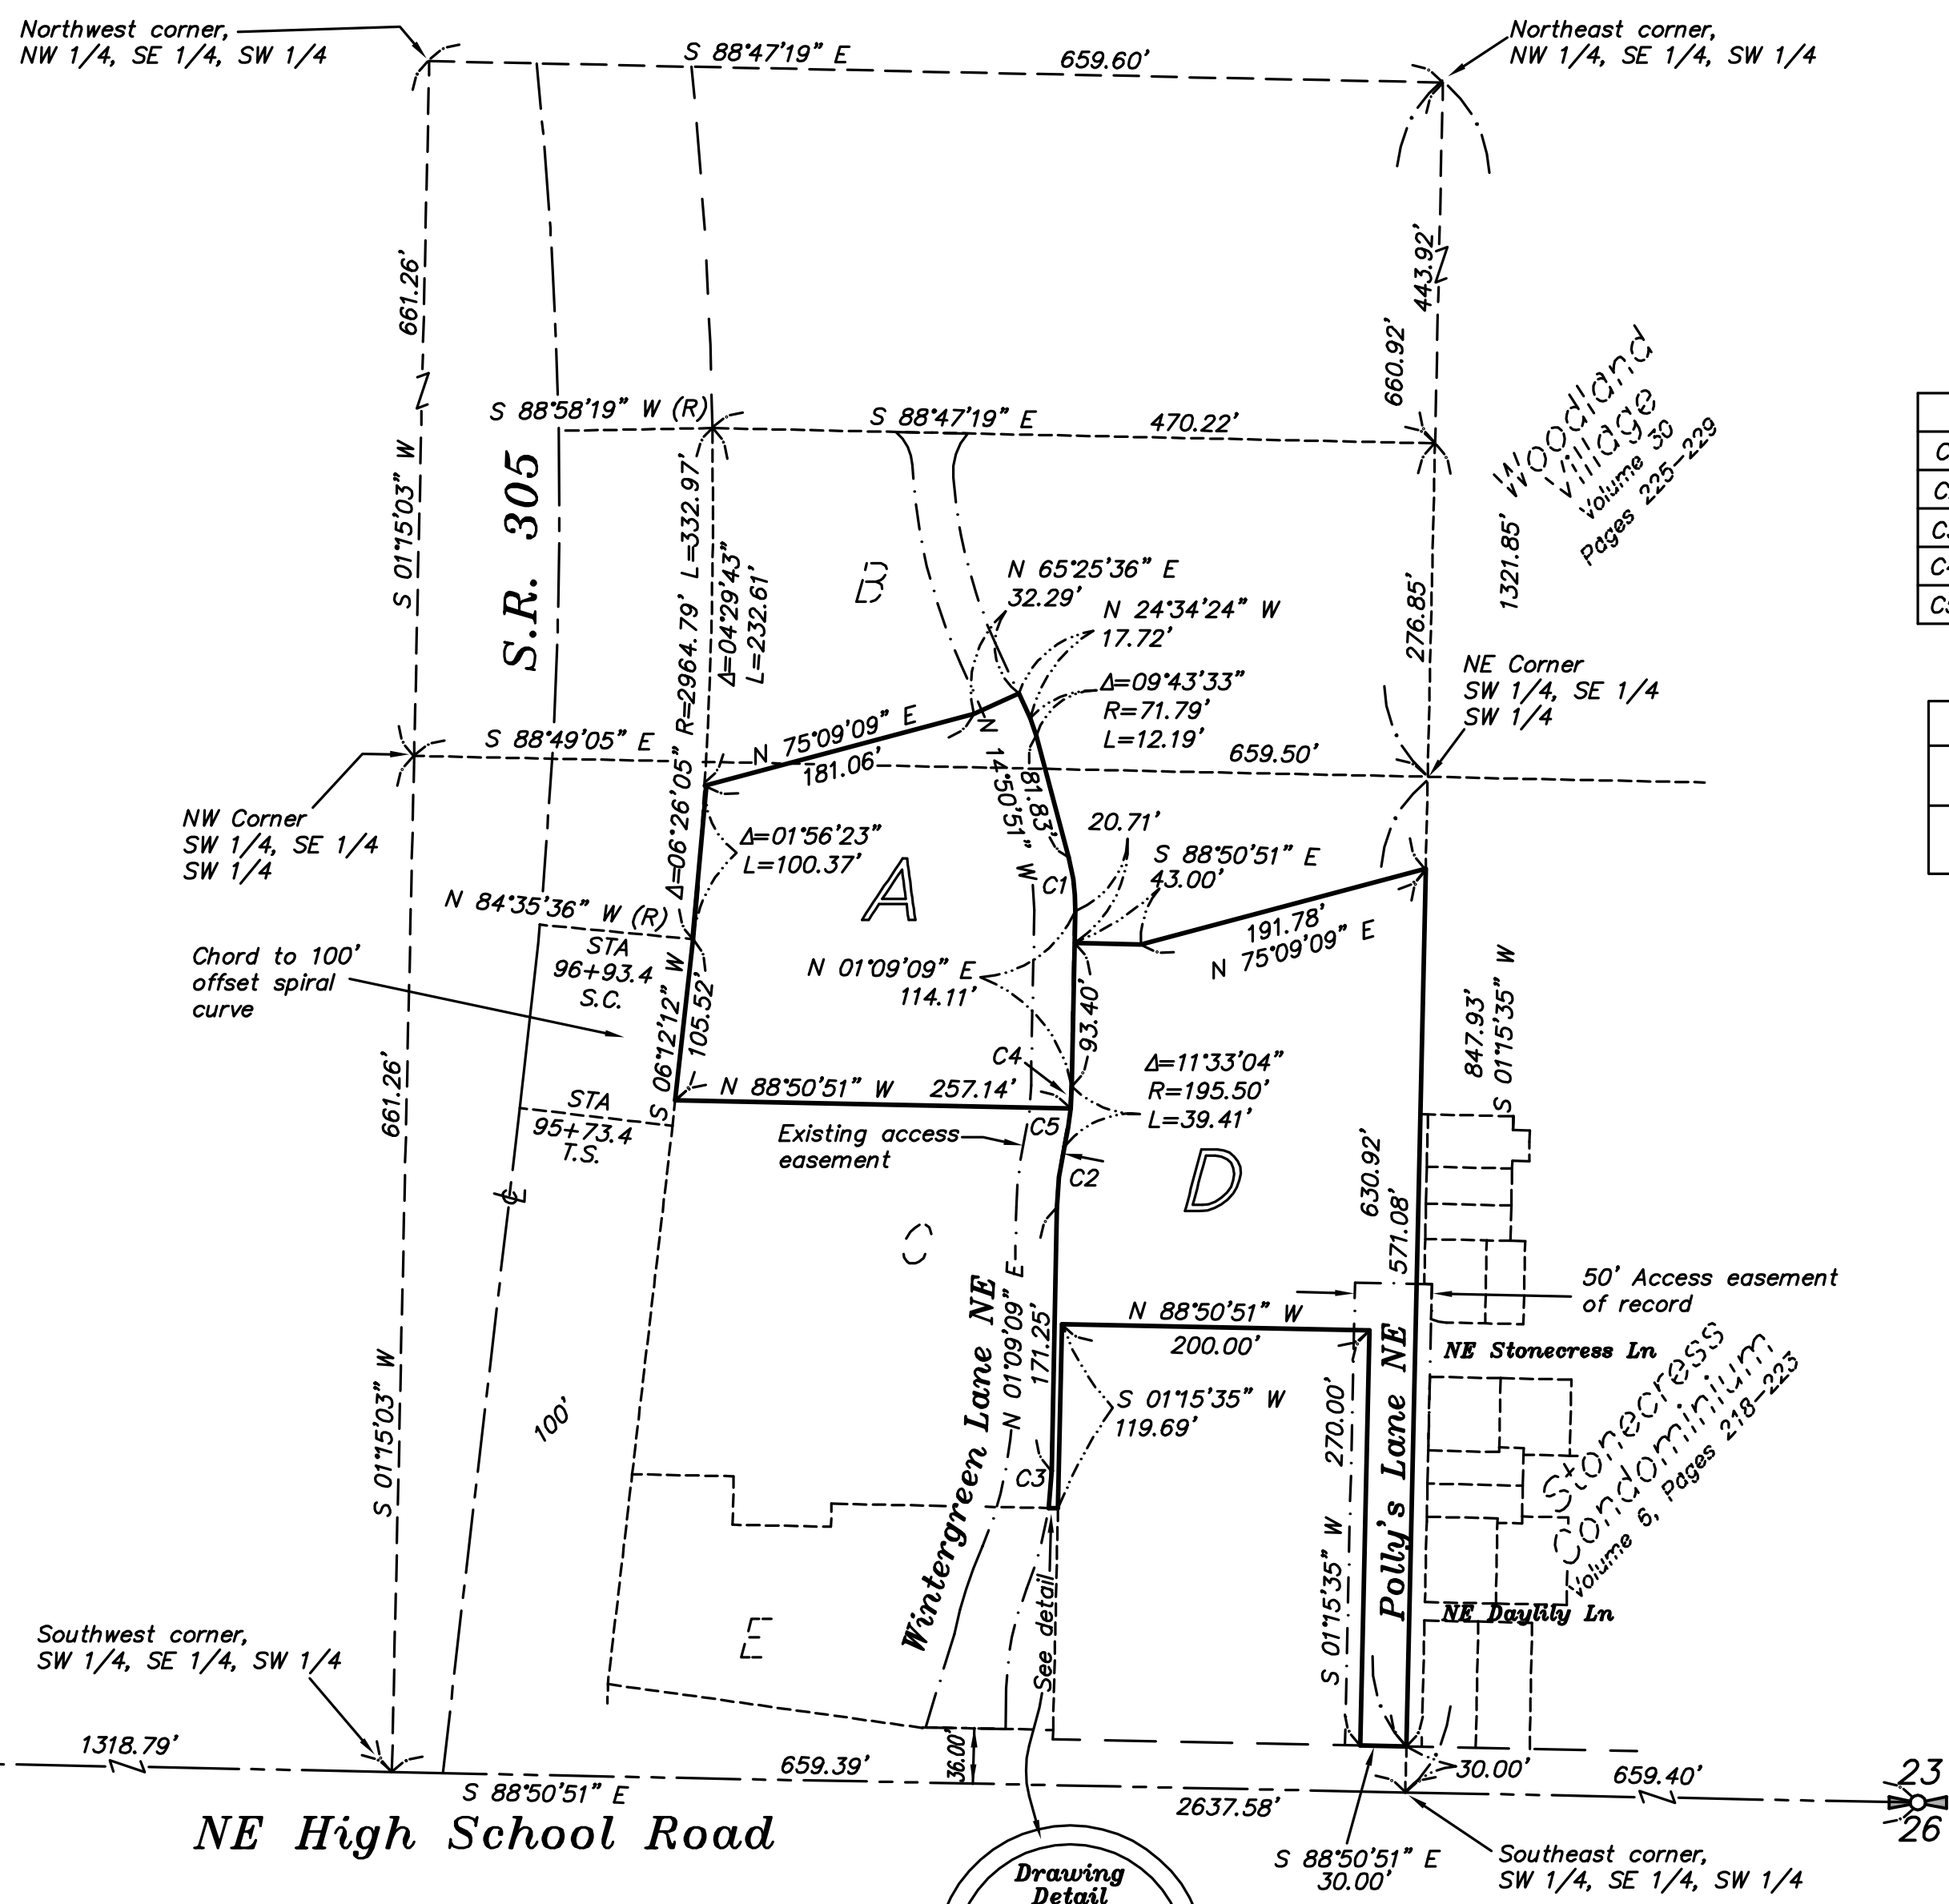 Northwest corner,
NW 1/4, SE 1/4, SW 1/4
S 88°47'19" E
659.60'
Northeast corner,
NW 1/4, SE 1/4, SW 1/4
661.26'
S 01°15'03" W
S.R. 305
443.92'
660.92'
Woodland
Village
Volume 30
Pages 225-229
1321.85'
S 88°58'19" W (R)
S 88°47'19" E
470.22'
Δ=06°26'05" R=2964.79' L=332.97'
Δ=04°29'43"
L=232.61'
B
N 65°25'36" E
32.29'
N 24°34'24" W
17.72'
Δ=09°43'33"
R=71.79'
L=12.19'
276.85'
NE Corner
SW 1/4, SE 1/4
SW 1/4
S 88°49'05" E
N 75°09'09" E
181.06'
659.50'
NW Corner
SW 1/4, SE 1/4
SW 1/4
N 14°50'51" W
81.83'
Δ=01°56'23"
L=100.37'
A
C1
20.71'
S 88°50'51" E
43.00'
191.78'
N 75°09'09" E
N 84°35'36" W (R)
STA
96+93.4
S.C.
Chord to 100'
offset spiral
curve
S 06°12'12" W
105.52'
N 01°09'09" E
114.11'
93.40'
C4
Δ=11°33'04"
R=195.50'
L=39.41'
847.93'
S 01°15'35" W
661.26'
S 01°15'03" W
N 88°50'51" W 257.14'
STA
95+73.4
T.S.
Existing access
easement
C5
C2
D
630.92'
571.08'
C
100'
Wintergreen Lane NE
N 01°09'09" E
171.25'
N 88°50'51" W
200.00'
50' Access easement
of record
NE Stonecress Ln
S 01°15'35" W
119.69'
C3
S 01°15'35" W 270.00'
Polly's Lane NE
Stonecress
Condominium
Volume 6, Pages 218-223
NE Daylily Ln
E
See detail
Southwest corner,
SW 1/4, SE 1/4, SW 1/4
1318.79'
S 88°50'51" E
659.39'
36.00'
2637.58'
30.00'
659.40'
23
26
NE High School Road
S 88°50'51" E
30.00'
Southeast corner,
SW 1/4, SE 1/4, SW 1/4
Drawing
Detail